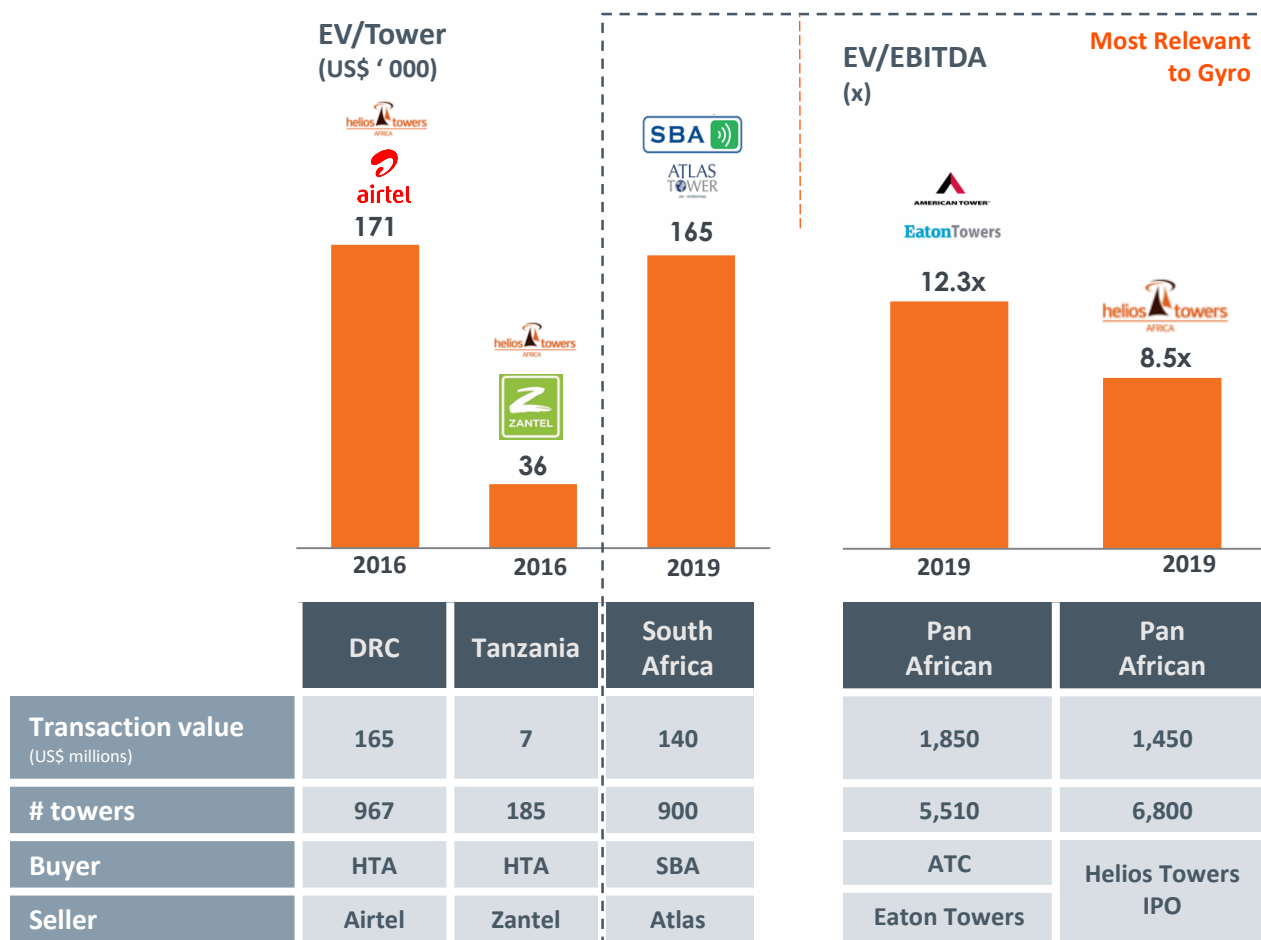 EV/Tower
(US$ ‘ 000)
EV/EBITDA
(x)
Most Relevant
to Gyro
helios towers
AFRICA
airtel
171
helios towers
AFRICA
ZANTEL
36
SBA
ATLAS
TOWER
165
AMERICAN TOWER
EatonTowers
12.3x
helios towers
AFRICA
8.5x
2016
2016
2019
2019
2019
DRC
Tanzania
South
Africa
Pan
African
Pan
African
Transaction value
(US$ millions)
165
7
140
1,850
1,450
# towers
967
185
900
5,510
6,800
Buyer
HTA
HTA
SBA
ATC
Helios Towers
IPO
Seller
Airtel
Zantel
Atlas
Eaton Towers